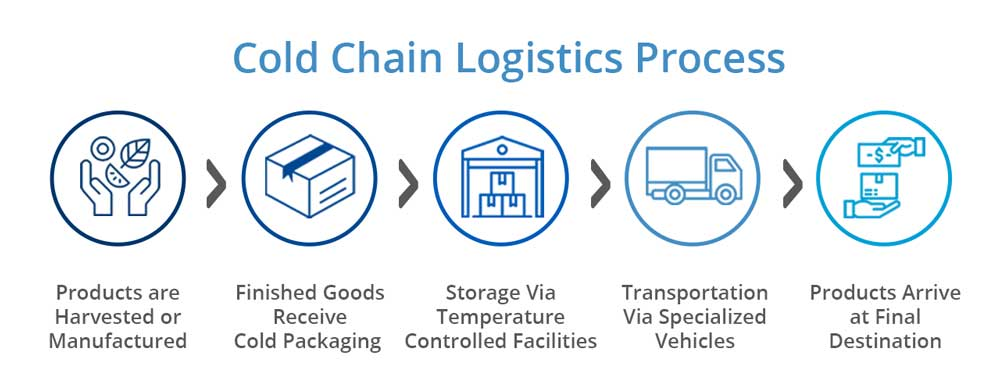 Cold Chain Logistics Process
-$-
Products are
Harvested or
Manufactured
Finished Goods
Receive
Cold Packaging
Storage Via
Temperature
Controlled Facilities
Transportation
Via Specialized
Vehicles
Products Arrive
at Final
Destination